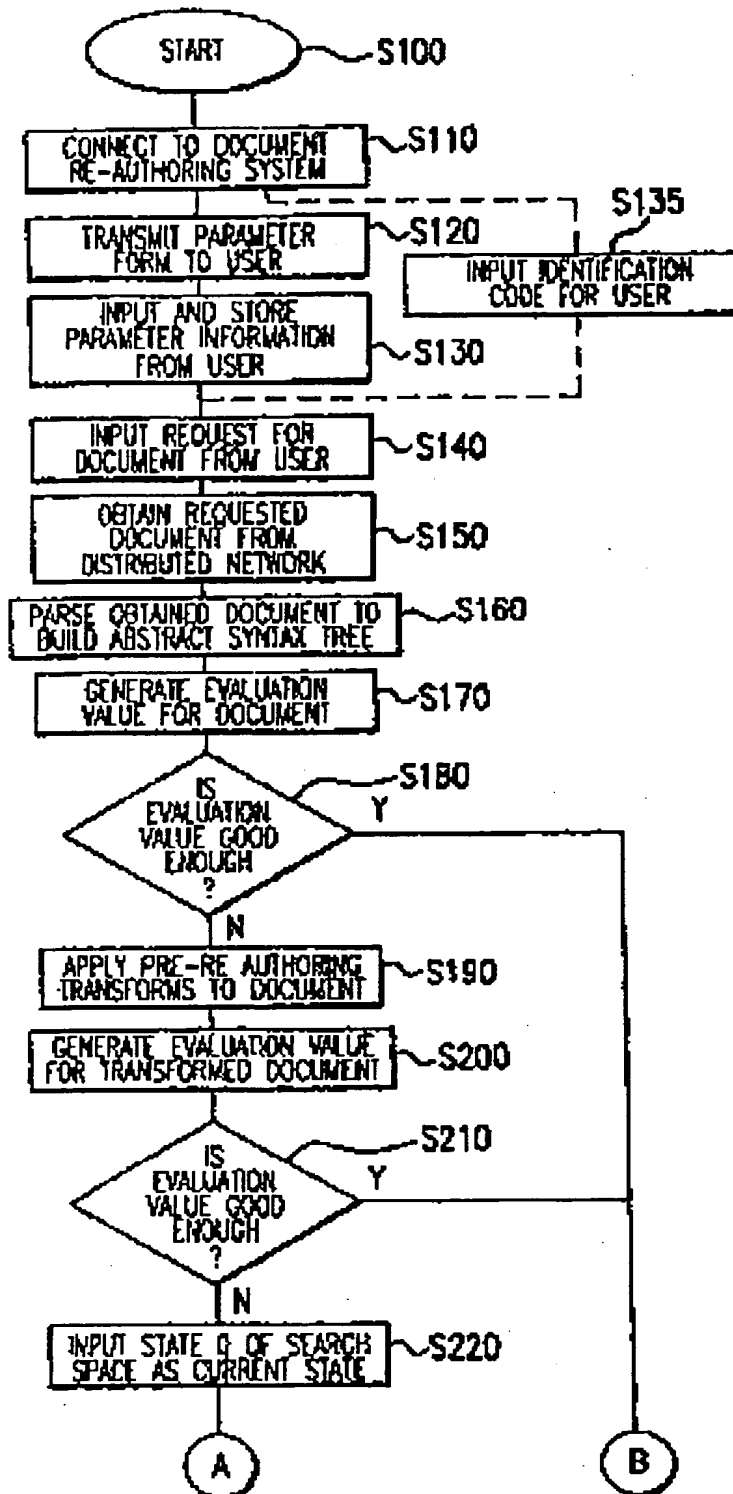 START
S100
CONNECT TO DOCUMENT
RE-AUTHORING SYSTEM
S110
TRANSMIT PARAMETER
FORM TO USER
S120
S135
INPUT IDENTIFICATION
CODE FOR USER
INPUT AND STORE
PARAMETER INFORMATION
FROM USER
S130
INPUT REQUEST FOR
DOCUMENT FROM USER
S140
OBTAIN REQUESTED
DOCUMENT FROM
DISTRIBUTED NETWORK
S150
PARSE OBTAINED DOCUMENT TO
BUILD ABSTRACT SYNTAX TREE
S160
GENERATE EVALUATION
VALUE FOR DOCUMENT
S170
IS
EVALUATION
VALUE GOOD
ENOUGH
?
S180
Y
N
APPLY PRE-RE AUTHORING
TRANSFORMS TO DOCUMENT
S190
GENERATE EVALUATION VALUE
FOR TRANSFORMED DOCUMENT
S200
IS
EVALUATION
VALUE GOOD
ENOUGH
?
S210
Y
N
INPUT STATE OF SEARCH
SPACE AS CURRENT STATE
S220
A
B